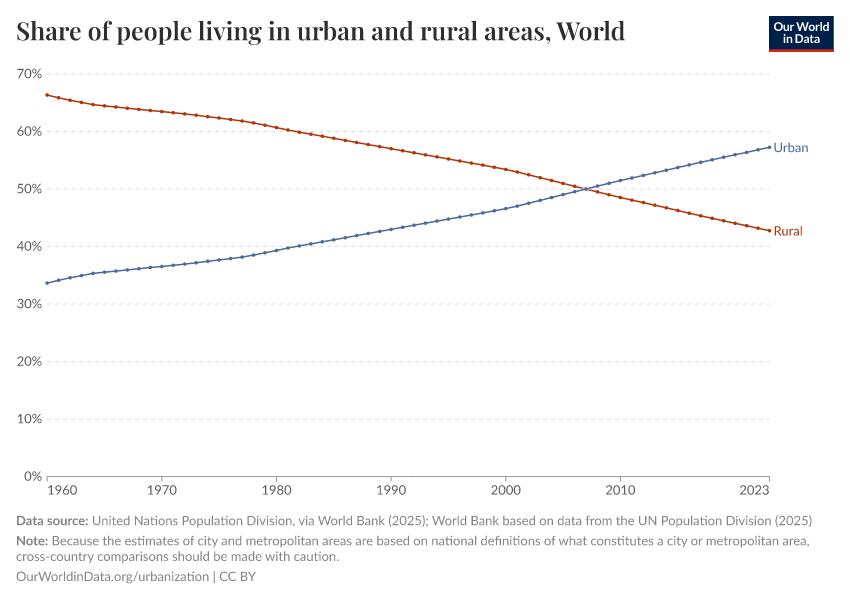 Share of people living in urban and rural areas, World
Our World
in Data
70%
60%
50%
40%
30%
20%
10%
0%
Urban
Rural
1960 1970 1980 1990 2000 2010 2023
Data source: United Nations Population Division, via World Bank (2025); World Bank based on data from the UN Population Division (2025)
Note: Because the estimates of city and metropolitan areas are based on national definitions of what constitutes a city or metropolitan area,
cross-country comparisons should be made with caution.
OurWorldinData.org/urbanization | CC BY